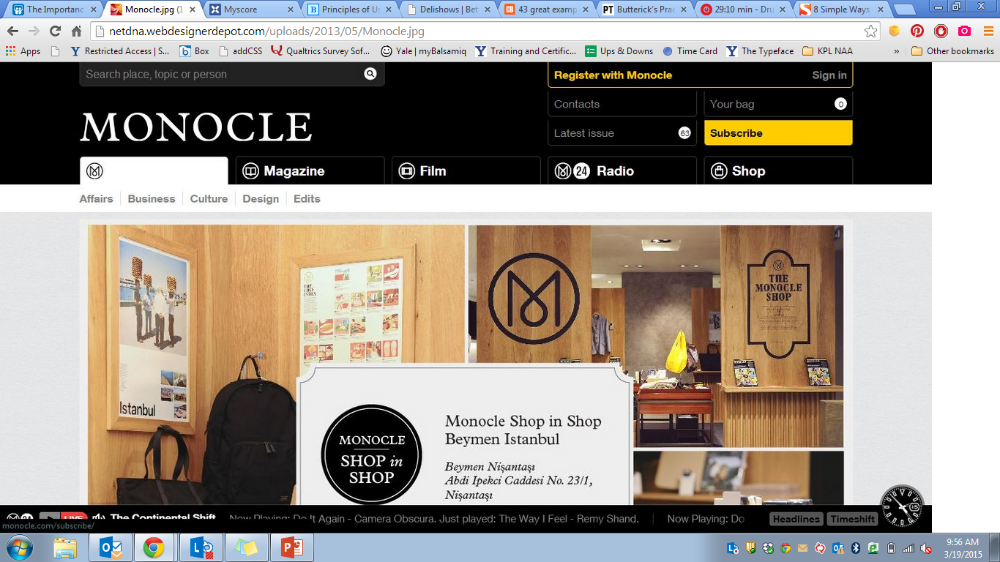 The Importanc
Monocle.jpg (1
Myscore
Principles of Us
Delishows | Bet
43 great examp
Butterick's Prac
29:10 min - Dru
8 Simple Ways
netdna.webdesignerdepot.com/uploads/2013/05/Monocle.jpg
Apps
Restricted Access | S...
Box
addCSS
Qualtrics Survey Sof...
Yale | myBalsamiq
Training and Certific...
Ups & Downs
Time Card
The Typeface
KPL NAA
»
Other bookmarks
Search place, topic or person
Register with Monocle
Sign in
Contacts
Your bag
0
MONOCLE
Latest issue
63
Subscribe
M
Magazine
Film
M 24 Radio
Shop
Affairs
Business
Culture
Design
Edits
THE
COSY
INDEX
M
THE
MONOCLE
SHOP
Istanbul
MONOCLE
SHOP in
SHOP
Monocle Shop in Shop
Beymen Istanbul
Beymen Nişantaşı
Abdi Ipekci Caddesi No. 23/1,
Nişantaşı
LIVE
The Continental Shift
Now Playing: Do It Again - Camera Obscura. Just played: The Way I Feel - Remy Shand.
Now Playing: Do
Headlines
Timeshift
15
monocle.com/subscribe/
9:56 AM
3/19/2015